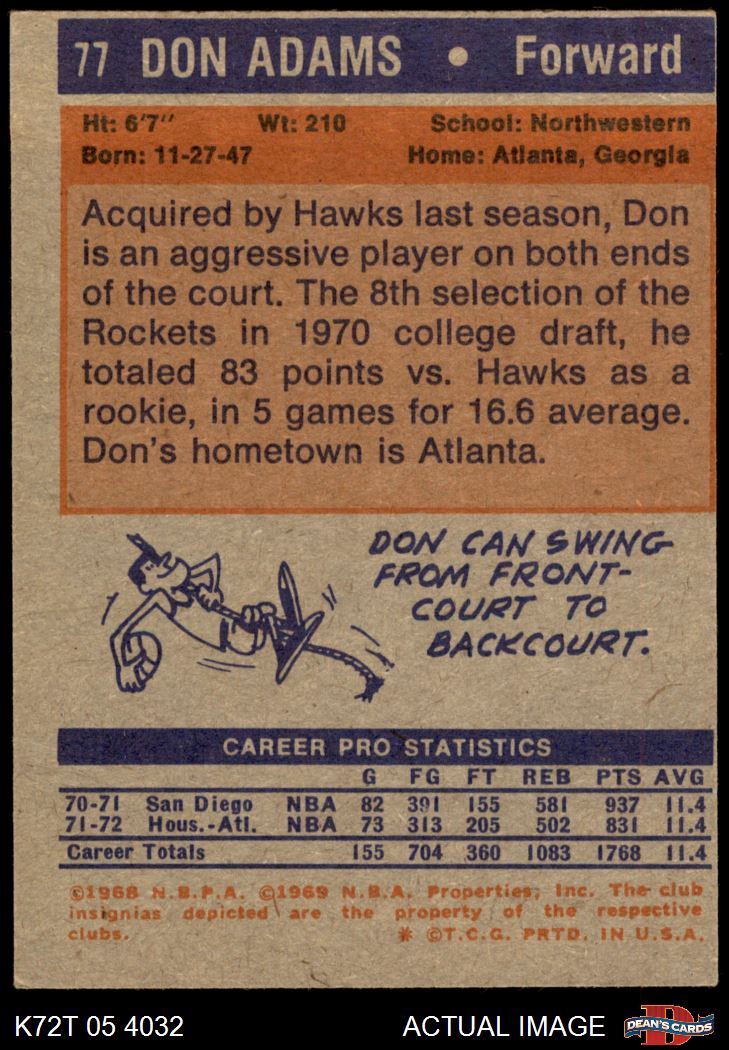 77 DON ADAMS • Forward
Ht: 6'7" Wt: 210 School: Northwestern
Born: 11-27-47 Home: Atlanta, Georgia
Acquired by Hawks last season, Don
is an aggressive player on both ends
of the court. The 8th selection of the
Rockets in 1970 college draft, he
totaled 83 points vs. Hawks as a
rookie, in 5 games for 16.6 average.
Don's hometown is Atlanta.
DON CAN SWING
FROM FRONT-
COURT TO
BACKCOURT.
CAREER PRO STATISTICS
G FG FT REB PTS AVG
70-71 San Diego NBA 82 391 155 581 937 11.4
71-72 Hous.-Atl. NBA 73 313 205 502 831 11.4
Career Totals 155 704 360 1083 1768 11.4
©1968 N.B.P.A. ©1969 N.B.A. Properties, Inc. The club
insignias depicted are the property of the respective
clubs. * ©T.C.G. PRTD. IN U.S.A.
K72T 05 4032 ACTUAL IMAGE D DEAN'S CARDS